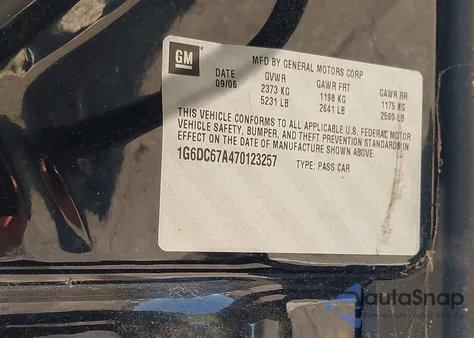 GM
MFD BY GENERAL MOTORS CORP
DATE GVWR GAWR FRT GAWR RR
09/06 2373 KG 1198 KG 1175 KG
5231 LB 2641 LB 2590 LB
THIS VEHICLE CONFORMS TO ALL APPLICABLE U.S. FEDERAL MOTOR
VEHICLE SAFETY, BUMPER, AND THEFT PREVENTION STANDARDS IN
EFFECT ON THE DATE OF MANUFACTURE SHOWN ABOVE.
1G6DC67A470123257
TYPE: PASS CAR
autaSnap